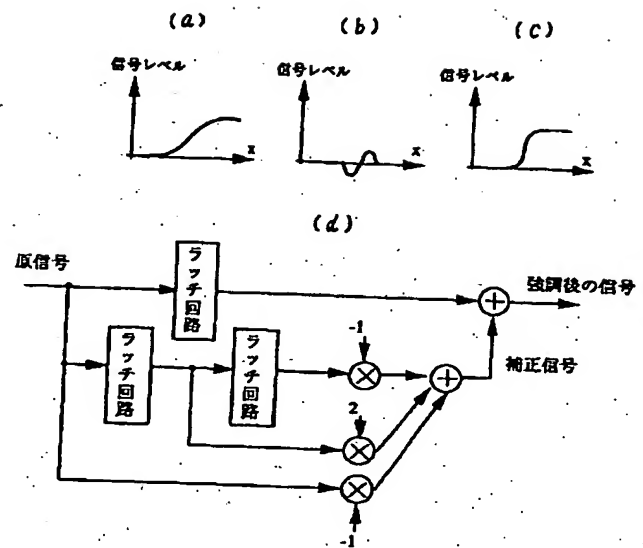 (a)
(b)
(c)
信号レベル
信号レベル
信号レベル
x
x
x
(d)
原信号
ラッチ回路
強調後の信号
ラッチ回路
ラッチ回路
-1
補正信号
2
-1